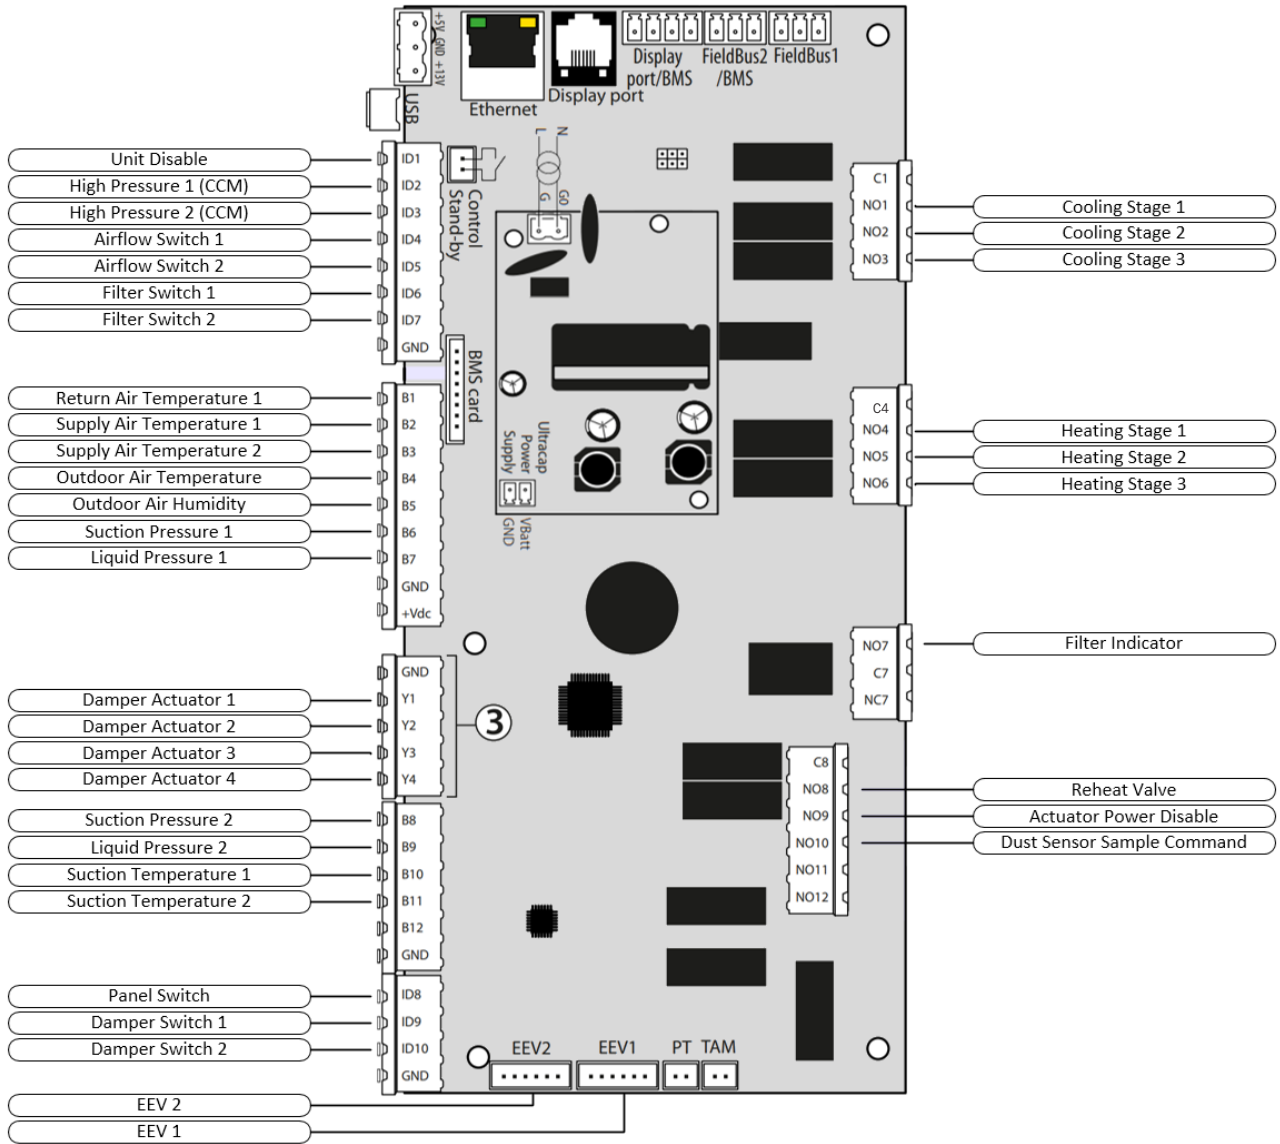 +5V GND +13V
USB
Ethernet
Display port
Display
port/BMS
FieldBus2
/BMS
FieldBus1
L
N
G
G0
Control
Stand-by
BMS card
Ultracap
Power
Supply
VBatt
GND
Unit Disable
ID1
High Pressure 1 (CCM)
ID2
High Pressure 2 (CCM)
ID3
Airflow Switch 1
ID4
Airflow Switch 2
ID5
Filter Switch 1
ID6
Filter Switch 2
ID7
GND
Return Air Temperature 1
B1
Supply Air Temperature 1
B2
Supply Air Temperature 2
B3
Outdoor Air Temperature
B4
Outdoor Air Humidity
B5
Suction Pressure 1
B6
Liquid Pressure 1
B7
GND
+Vdc
GND
Damper Actuator 1
Y1
Damper Actuator 2
Y2
Damper Actuator 3
Y3
Damper Actuator 4
Y4
3
Suction Pressure 2
B8
Liquid Pressure 2
B9
Suction Temperature 1
B10
Suction Temperature 2
B11
B12
GND
Panel Switch
ID8
Damper Switch 1
ID9
Damper Switch 2
ID10
GND
EEV 2
EEV 1
EEV2
EEV1
PT
TAM
C1
NO1
Cooling Stage 1
NO2
Cooling Stage 2
NO3
Cooling Stage 3
C4
NO4
Heating Stage 1
NO5
Heating Stage 2
NO6
Heating Stage 3
NO7
Filter Indicator
C7
NC7
C8
NO8
Reheat Valve
NO9
Actuator Power Disable
NO10
Dust Sensor Sample Command
NO11
NO12